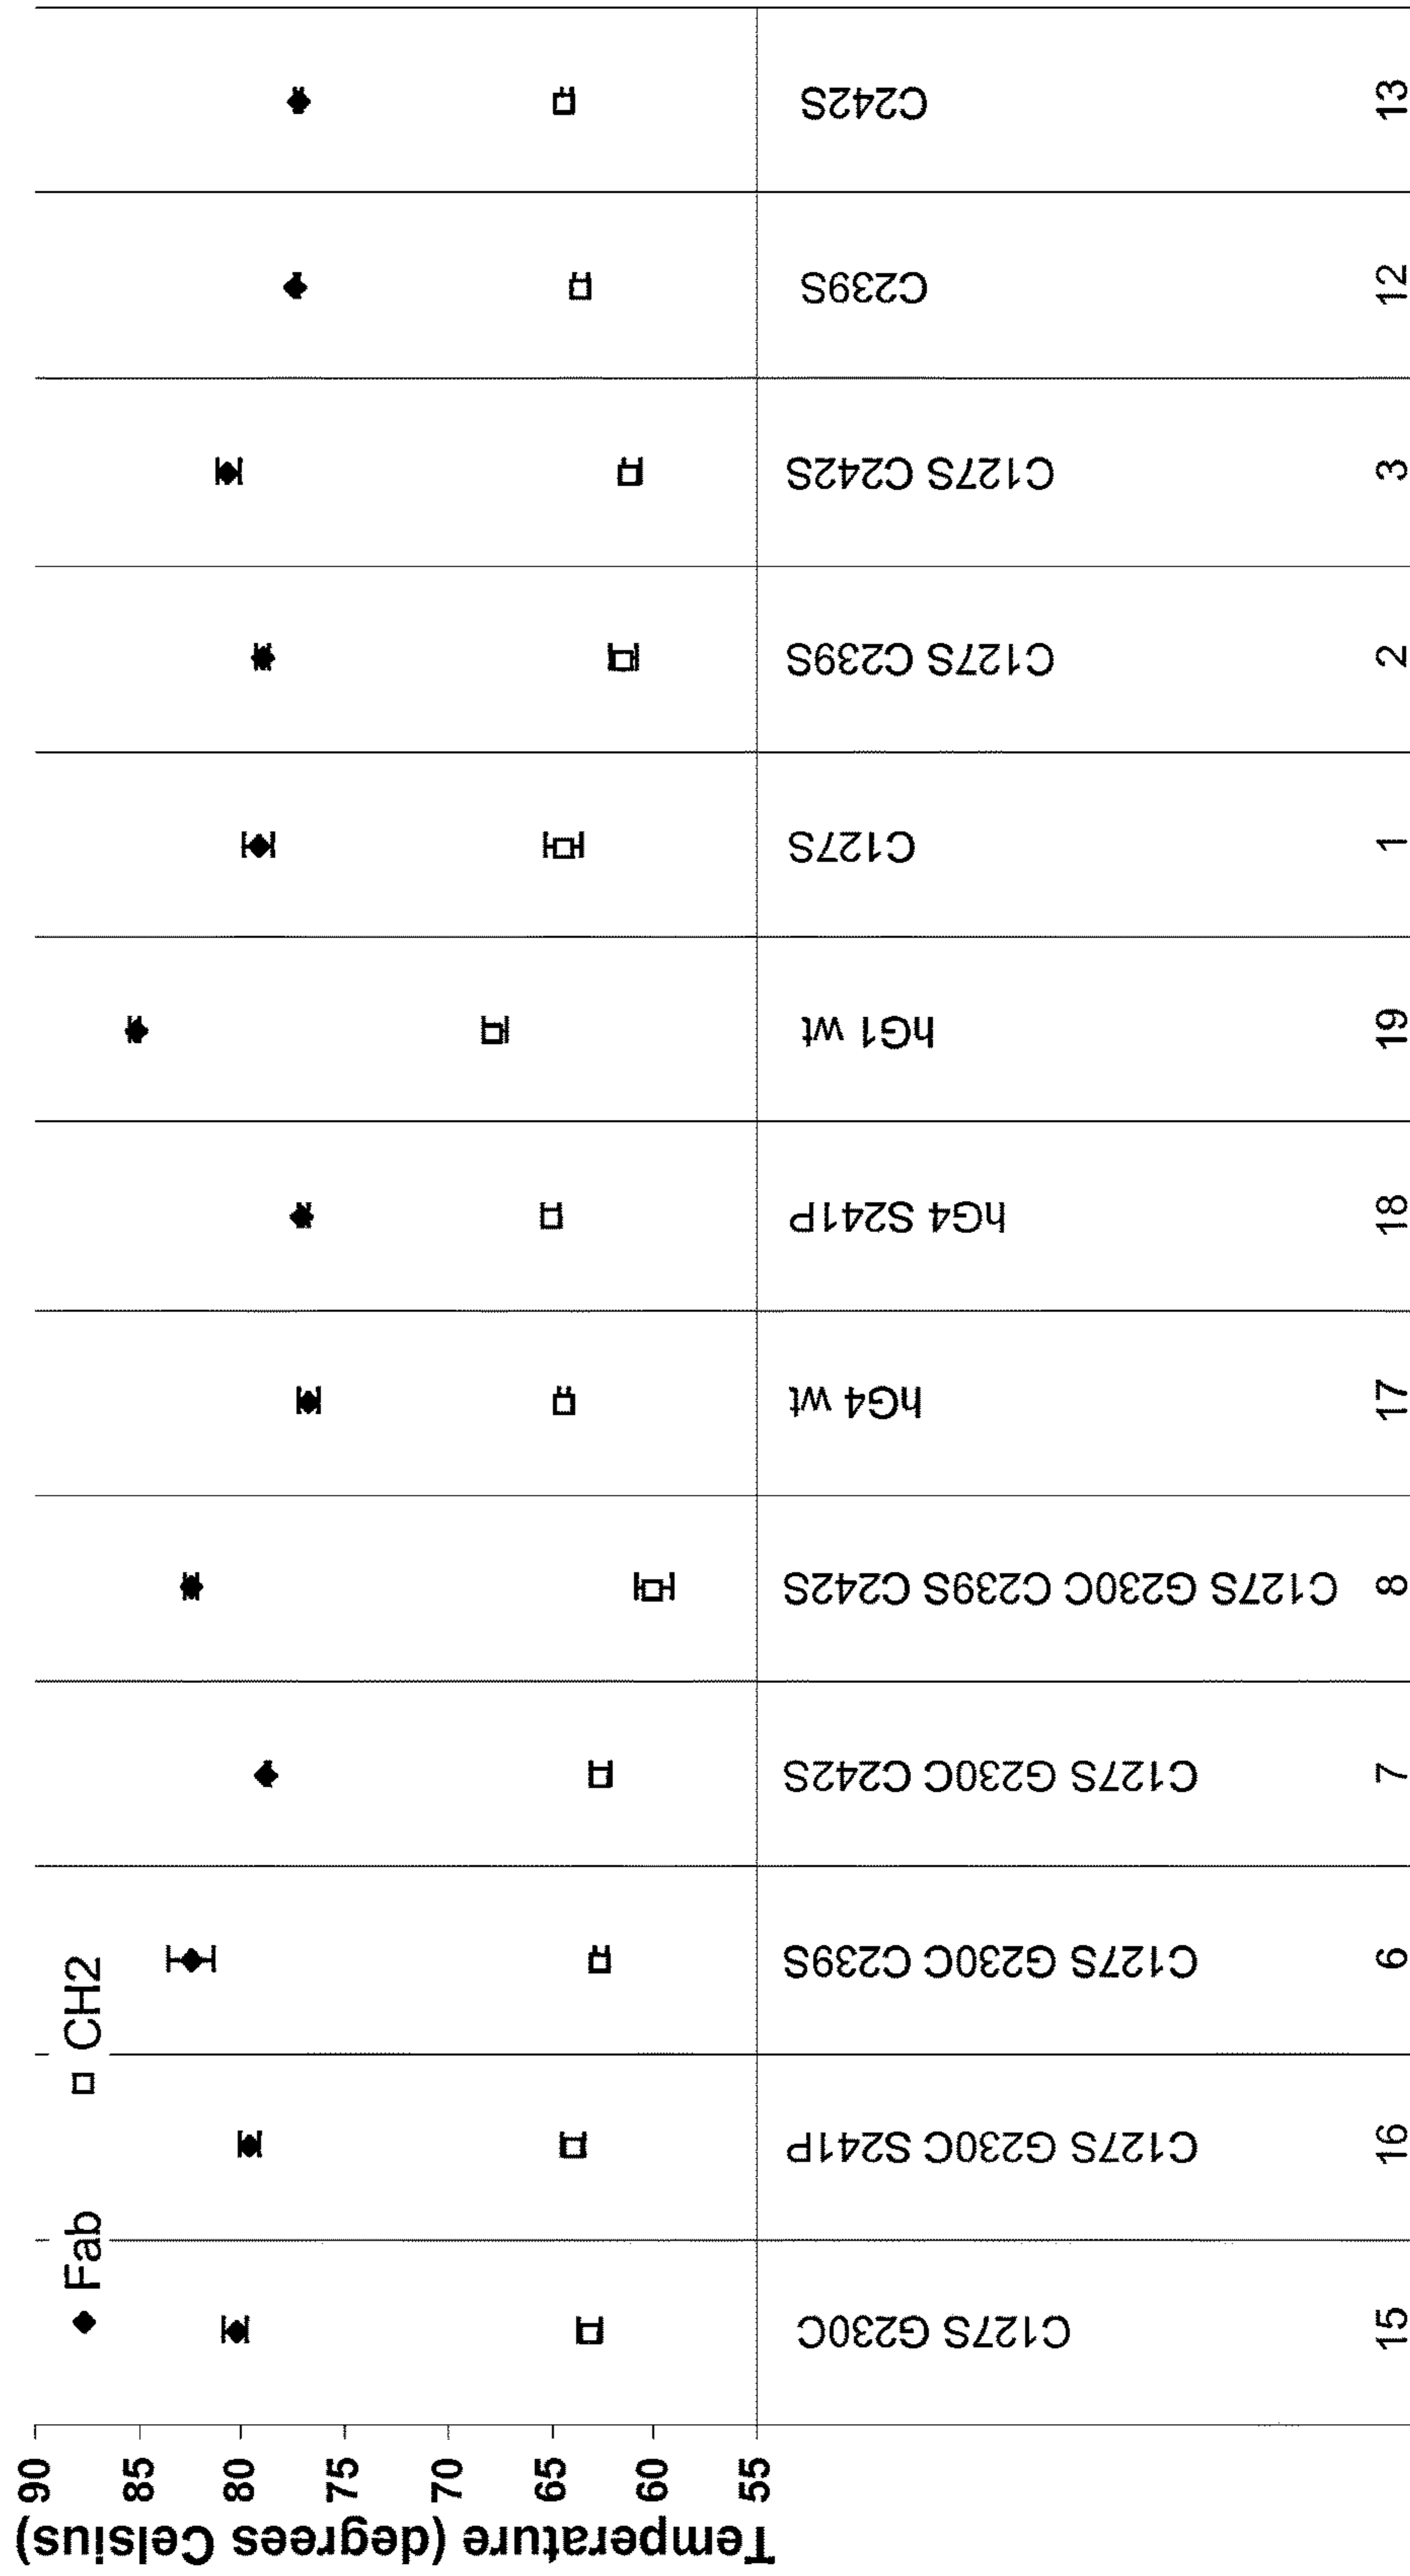 Temperature (degrees Celsius)
90
85
80
75
70
65
60
55
Fab
CH2
C127S G230C
C127S G230C S241P
C127S G230C C239S
C127S G230C C242S
C127S G230C C239S C242S
hG4 wt
hG4 S241P
hG1 wt
C127S
C127S C239S
C127S C242S
C239S
C242S
15
16
6
7
8
17
18
19
1
2
3
12
13